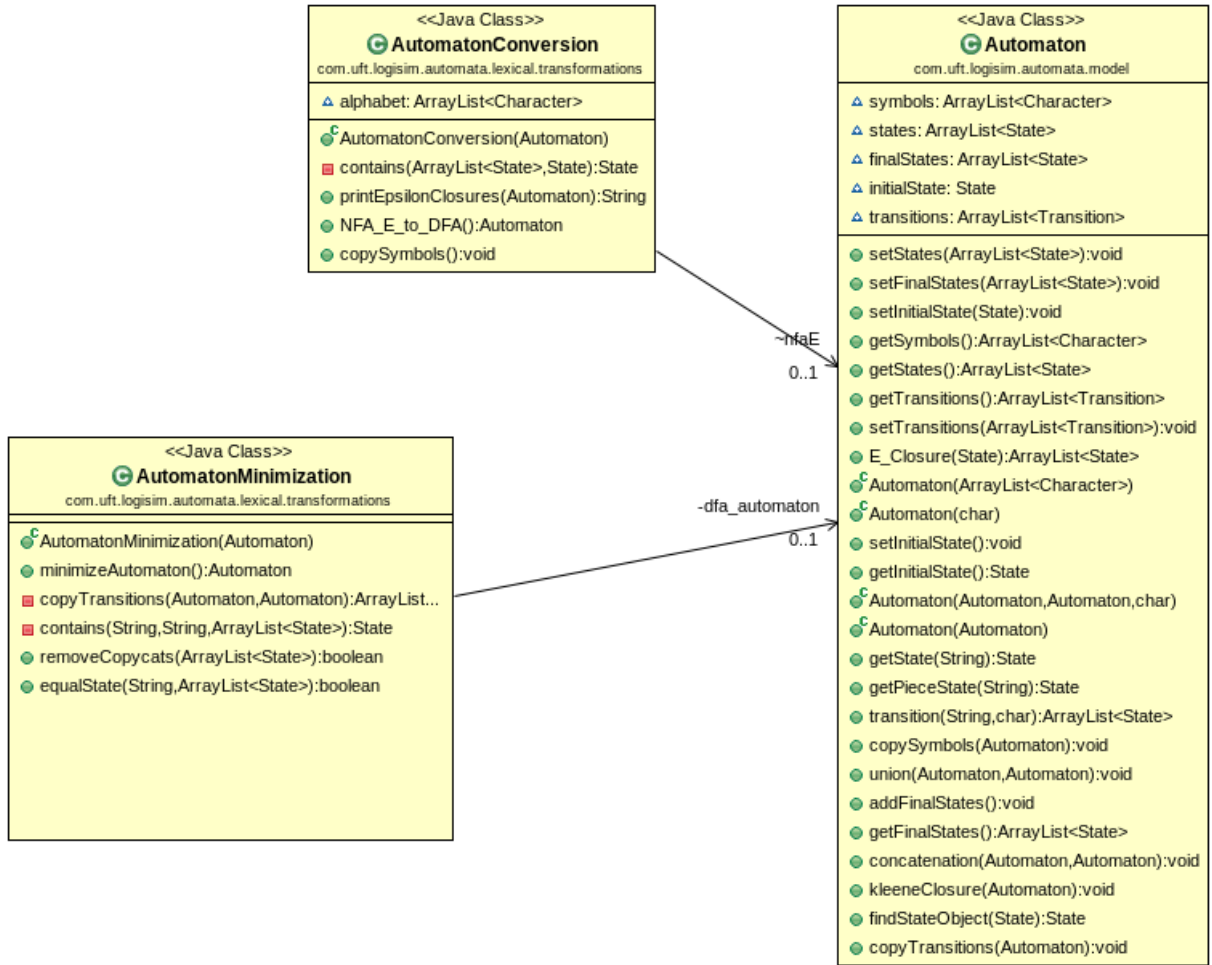 <<Java Class>>
C AutomatonConversion
com.uft.logisim.automata.lexical.transformations
alphabet: ArrayList<Character>
c AutomatonConversion(Automaton)
contains(ArrayList<State>,State):State
printEpsilonClosures(Automaton):String
NFA_E_to_DFA():Automaton
copySymbols():void
<<Java Class>>
C Automaton
com.uft.logisim.automata.model
symbols: ArrayList<Character>
states: ArrayList<State>
finalStates: ArrayList<State>
initialState: State
transitions: ArrayList<Transition>
setStates(ArrayList<State>):void
setFinalStates(ArrayList<State>):void
setInitialState(State):void
getSymbols():ArrayList<Character>
getStates():ArrayList<State>
getTransitions():ArrayList<Transition>
setTransitions(ArrayList<Transition>):void
E_Closure(State):ArrayList<State>
c Automaton(ArrayList<Character>)
c Automaton(char)
setInitialState():void
getInitialState():State
c Automaton(Automaton,Automaton,char)
c Automaton(Automaton)
getState(String):State
getPieceState(String):State
transition(String,char):ArrayList<State>
copySymbols(Automaton):void
union(Automaton,Automaton):void
addFinalStates():void
getFinalStates():ArrayList<State>
concatenation(Automaton,Automaton):void
kleeneClosure(Automaton):void
findStateObject(State):State
copyTransitions(Automaton):void
~nfaE
0..1
<<Java Class>>
C AutomatonMinimization
com.uft.logisim.automata.lexical.transformations
c AutomatonMinimization(Automaton)
minimizeAutomaton():Automaton
copyTransitions(Automaton,Automaton):ArrayList...
contains(String,String,ArrayList<State>):State
removeCopycats(ArrayList<State>):boolean
equalState(String,ArrayList<State>):boolean
-dfa_automaton
0..1